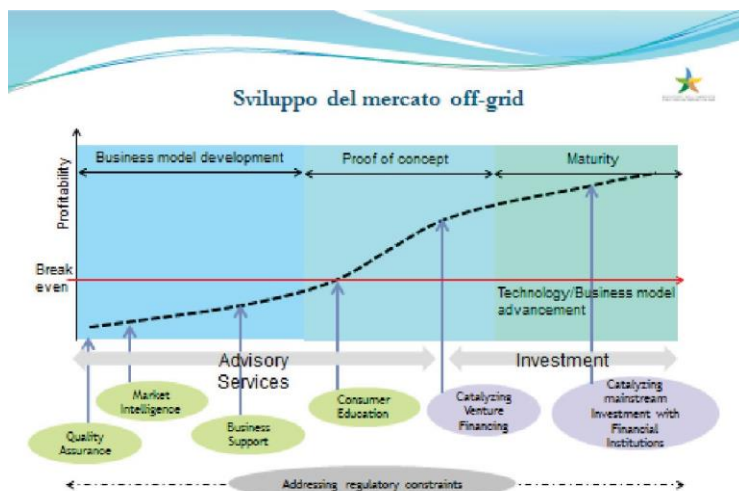 Sviluppo del mercato off-grid
Profitability
Business model development
Proof of concept
Maturity
Break
even
Technology/Business model
advancement
Advisory
Services
Investment
Market
Intelligence
Consumer
Education
Catalyzing
Venture
Financing
Catalyzing
mainstream
Investment with
Financial
Institutions
Quality
Assurance
Business
Support
Addressing regulatory constraints